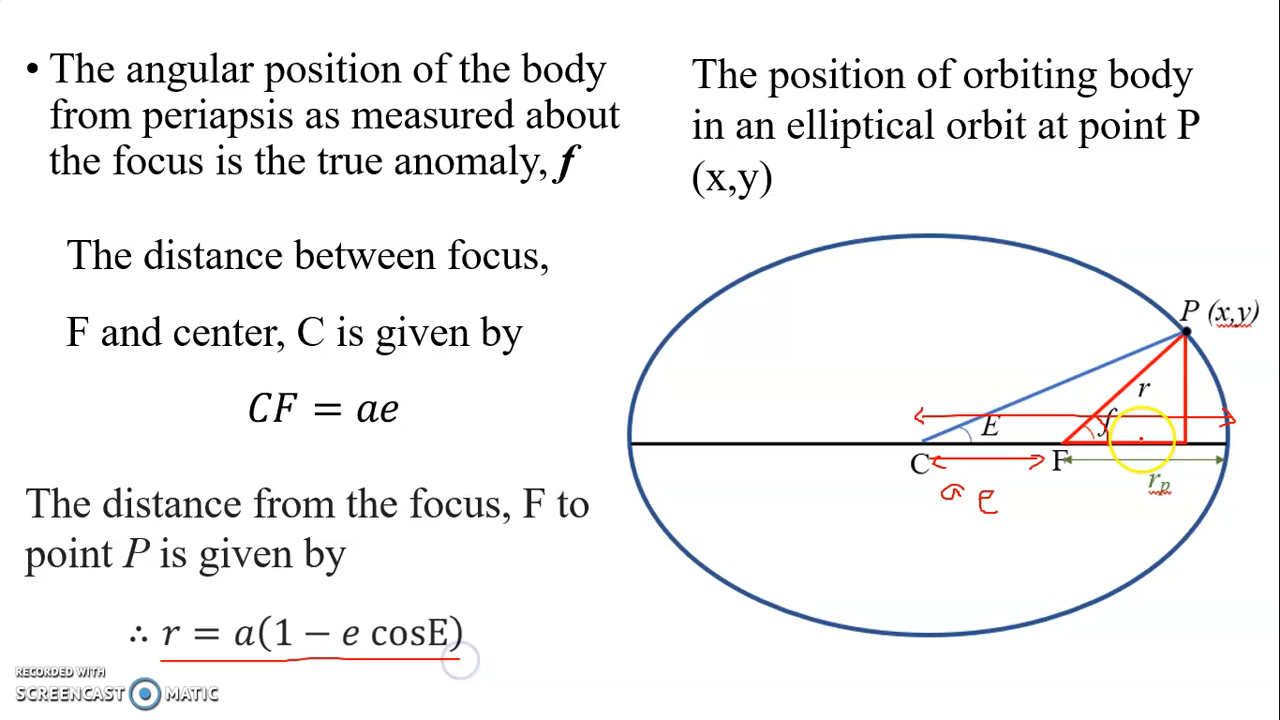 • The angular position of the body
from periapsis as measured about
the focus is the true anomaly, f
The distance between focus,
F and center, C is given by
CF = ae
The distance from the focus, F to
point P is given by
∴ r = a(1 − e cosE)
The position of orbiting body
in an elliptical orbit at point P
(x,y)
P (x,y)
r
E
f
C
F
r_p
a e
RECORDED WITH
SCREENCAST MATIC